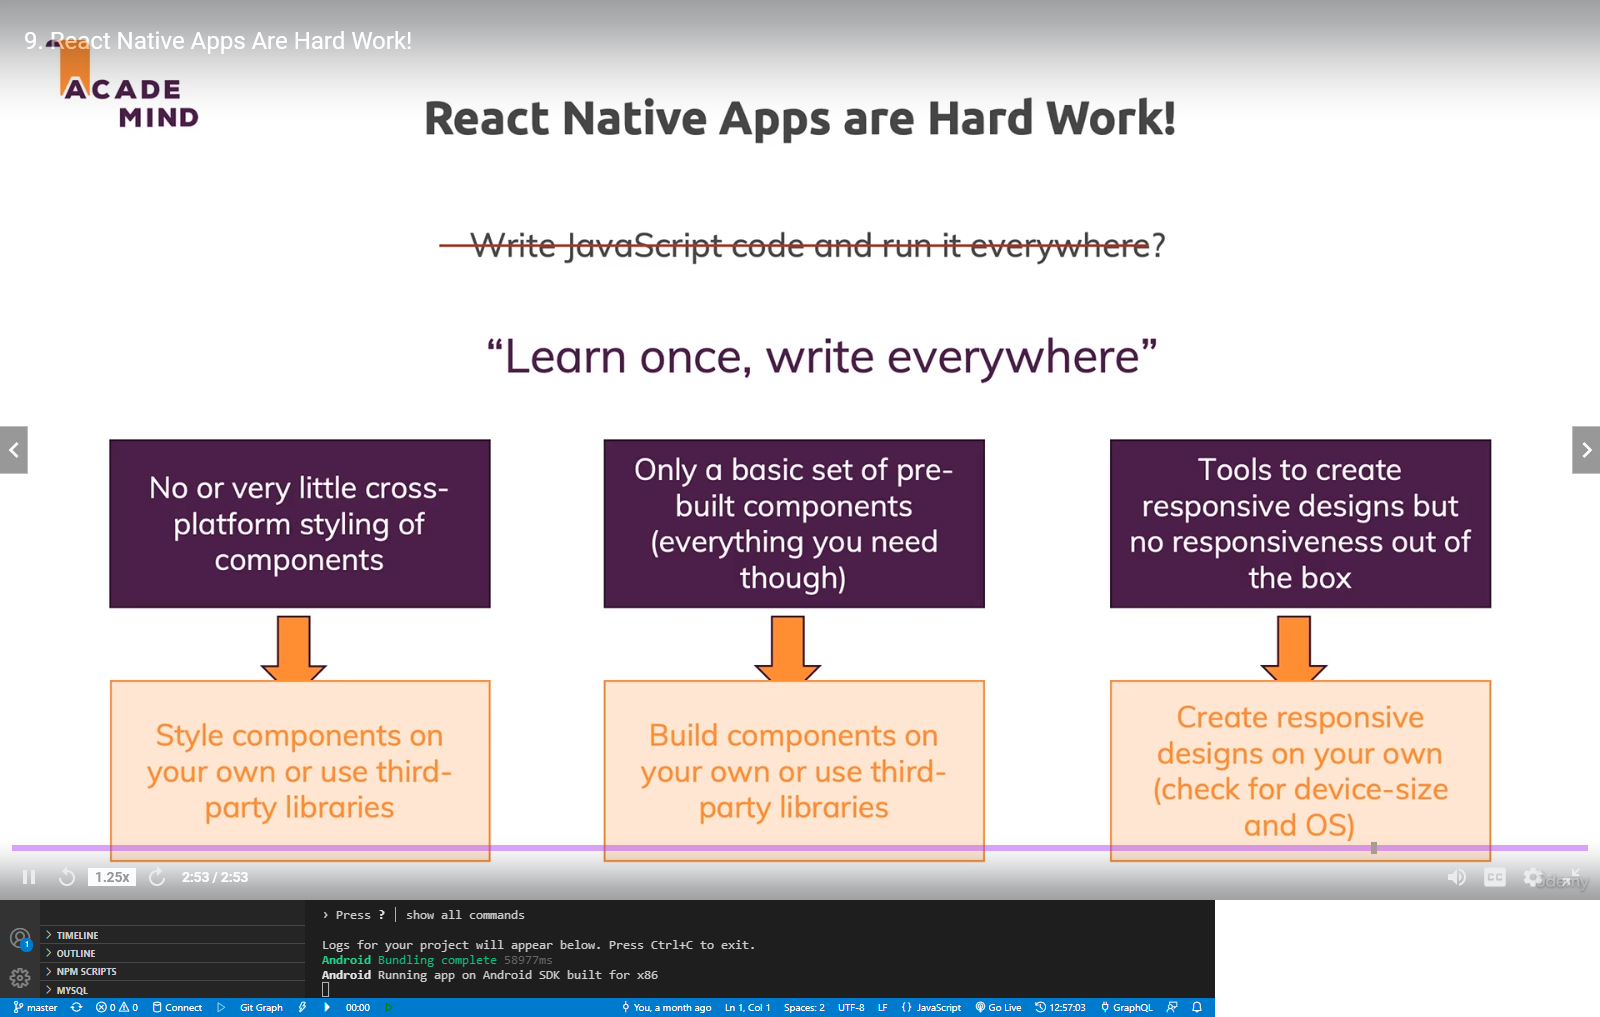 9. React Native Apps Are Hard Work!
ACADE
MIND
React Native Apps are Hard Work!
Write JavaScript code and run it everywhere?
“Learn once, write everywhere”
No or very little cross-
platform styling of
components
Only a basic set of pre-
built components
(everything you need
though)
Tools to create
responsive designs but
no responsiveness out of
the box
Style components on
your own or use third-
party libraries
Build components on
your own or use third-
party libraries
Create responsive
designs on your own
(check for device-size
and OS)
1.25x
2:53 / 2:53
CC
Udemy
› Press ? │ show all commands
Logs for your project will appear below. Press Ctrl+C to exit.
Android Bundling complete 58977ms
Android Running app on Android SDK built for x86
1
TIMELINE
OUTLINE
NPM SCRIPTS
MYSQL
master 0 0 Connect Git Graph 00:00 You, a month ago Ln 1, Col 1 Spaces: 2 UTF-8 LF {} JavaScript Go Live 12:57:03 GraphQL